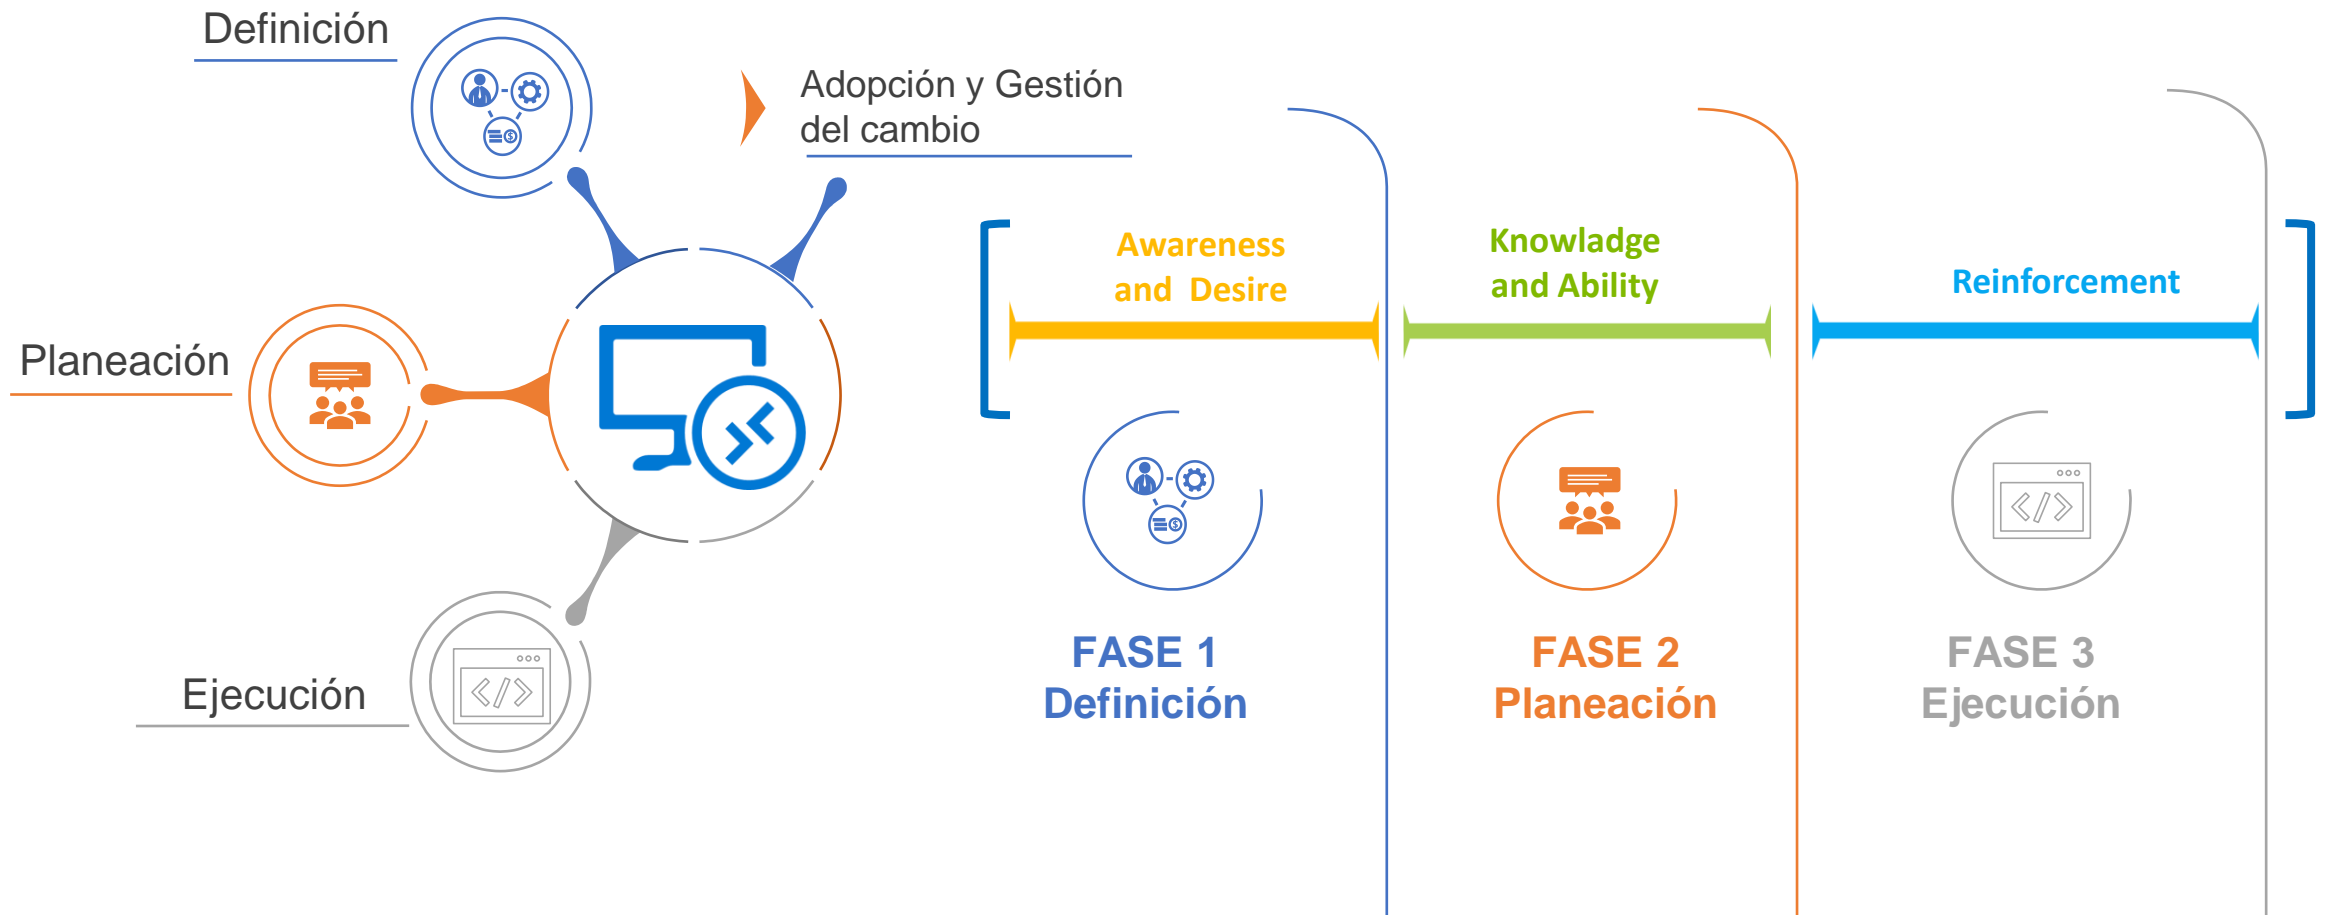 Definición
Adopción y Gestión
del cambio
Planeación
Ejecución
Awareness
and Desire
Knowladge
and Ability
Reinforcement
FASE 1
Definición
FASE 2
Planeación
FASE 3
Ejecución